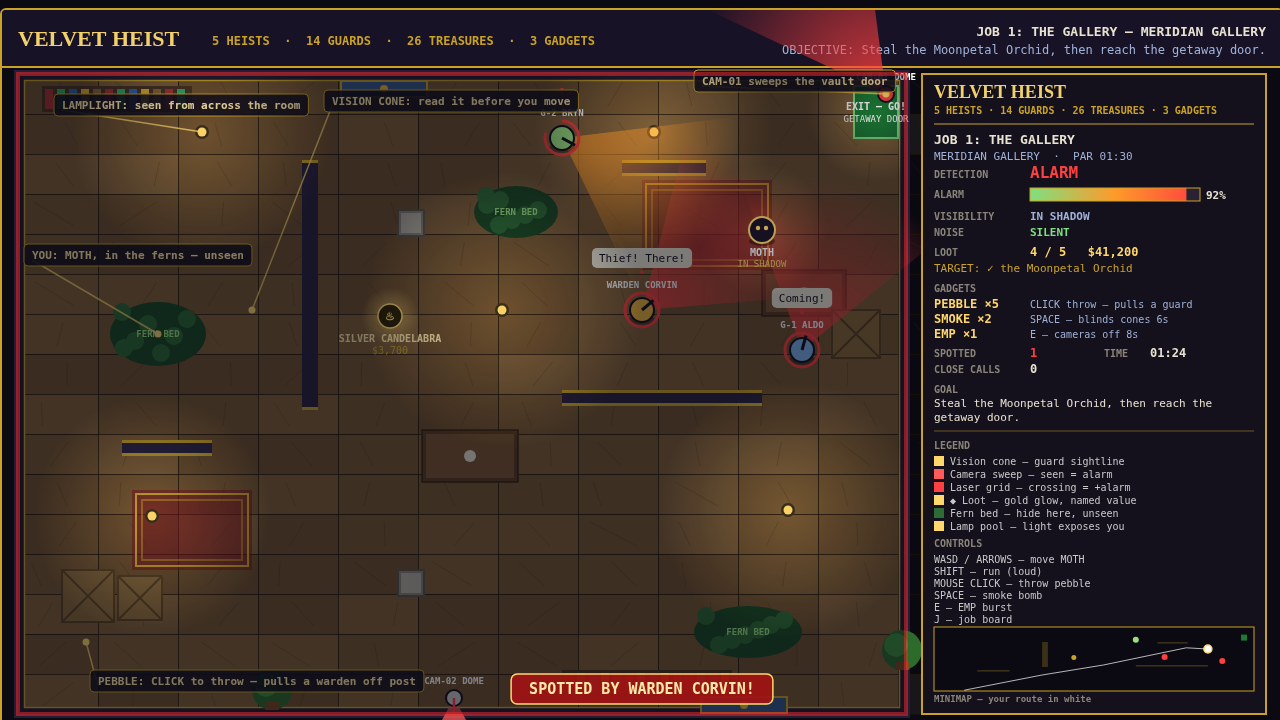 VELVET HEIST
5 HEISTS · 14 GUARDS · 26 TREASURES · 3 GADGETS
JOB 1: THE GALLERY — MERIDIAN GALLERY
OBJECTIVE: Steal the Moonpetal Orchid, then reach the getaway door.
CAM-01 sweeps the vault door
DOME
LAMPLIGHT: seen from across the room
VISION CONE: read it before you move
G-2 BRYN
EXIT — GO!
GETAWAY DOOR
FERN BED
YOU: MOTH, in the ferns — unseen
Thief! There!
MOTH
IN SHADOW
WARDEN CORVIN
Coming!
G-1 ALDO
FERN BED
SILVER CANDELABRA
$3,700
FERN BED
PEBBLE: CLICK to throw — pulls a warden off post
CAM-02 DOME
SPOTTED BY WARDEN CORVIN!
VELVET HEIST
5 HEISTS · 14 GUARDS · 26 TREASURES · 3 GADGETS
JOB 1: THE GALLERY
MERIDIAN GALLERY · PAR 01:30
DETECTION ALARM
ALARM 92%
VISIBILITY IN SHADOW
NOISE SILENT
LOOT 4 / 5 $41,200
TARGET: ✓ the Moonpetal Orchid
GADGETS
PEBBLE ×5 CLICK throw — pulls a guard
SMOKE ×2 SPACE — blinds cones 6s
EMP ×1 E — cameras off 8s
SPOTTED 1 TIME 01:24
CLOSE CALLS 0
GOAL
Steal the Moonpetal Orchid, then reach the
getaway door.
LEGEND
Vision cone — guard sightline
Camera sweep — seen = alarm
Laser grid — crossing = +alarm
◆ Loot — gold glow, named value
Fern bed — hide here, unseen
Lamp pool — light exposes you
CONTROLS
WASD / ARROWS — move MOTH
SHIFT — run (loud)
MOUSE CLICK — throw pebble
SPACE — smoke bomb
E — EMP burst
J — job board
MINIMAP — your route in white